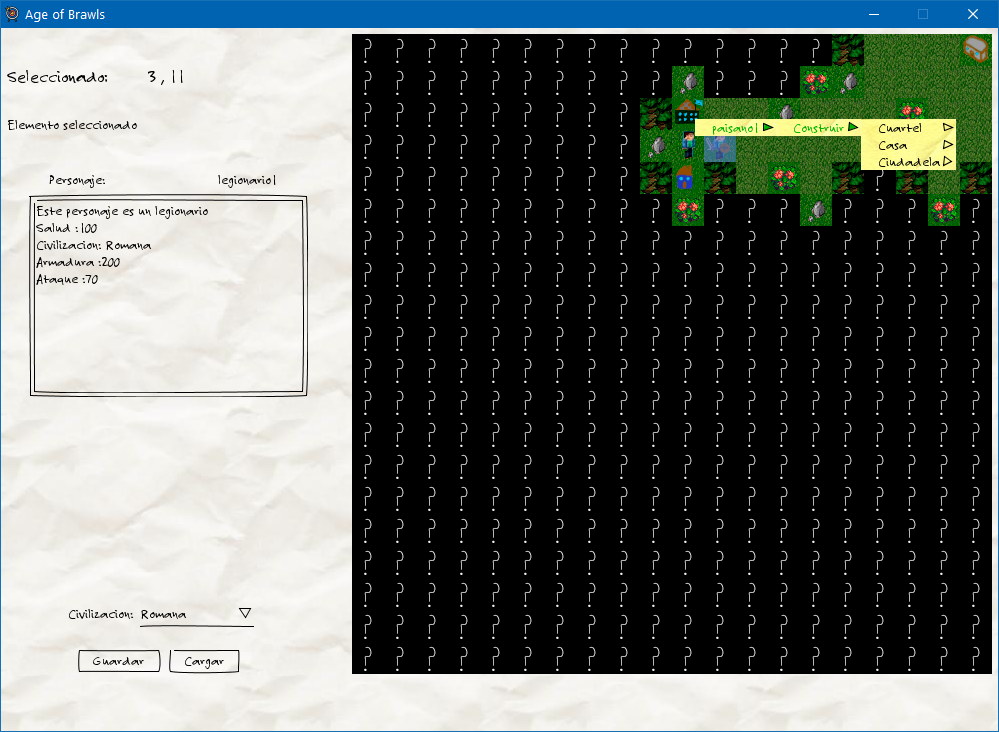 Age of Brawls
Seleccionado: 3,11
Elemento seleccionado
Personaje: legionario1
Este personaje es un legionario
Salud :100
Civilizacion: Romana
Armadura :200
Ataque :70
Civilizacion: Romana
Guardar Cargar
paisano1 Construir Cuartel
Casa
Ciudadela